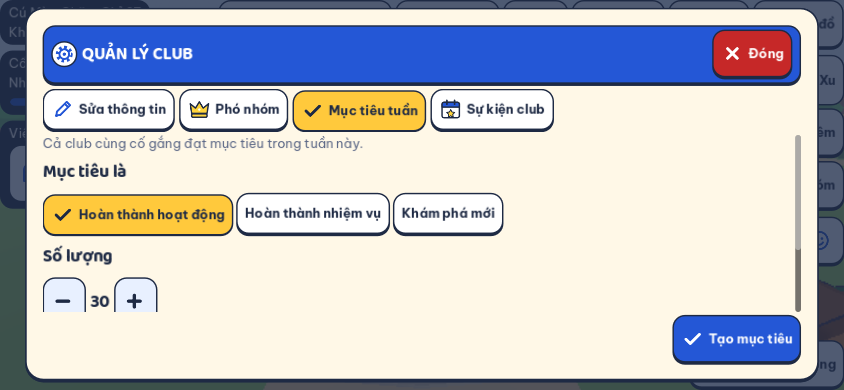 QUẢN LÝ CLUB
Đóng
Sửa thông tin
Phó nhóm
Mục tiêu tuần
Sự kiện club
Cả club cùng cố gắng đạt mục tiêu trong tuần này.
Mục tiêu là
Hoàn thành hoạt động
Hoàn thành nhiệm vụ
Khám phá mới
Số lượng
30
Tạo mục tiêu